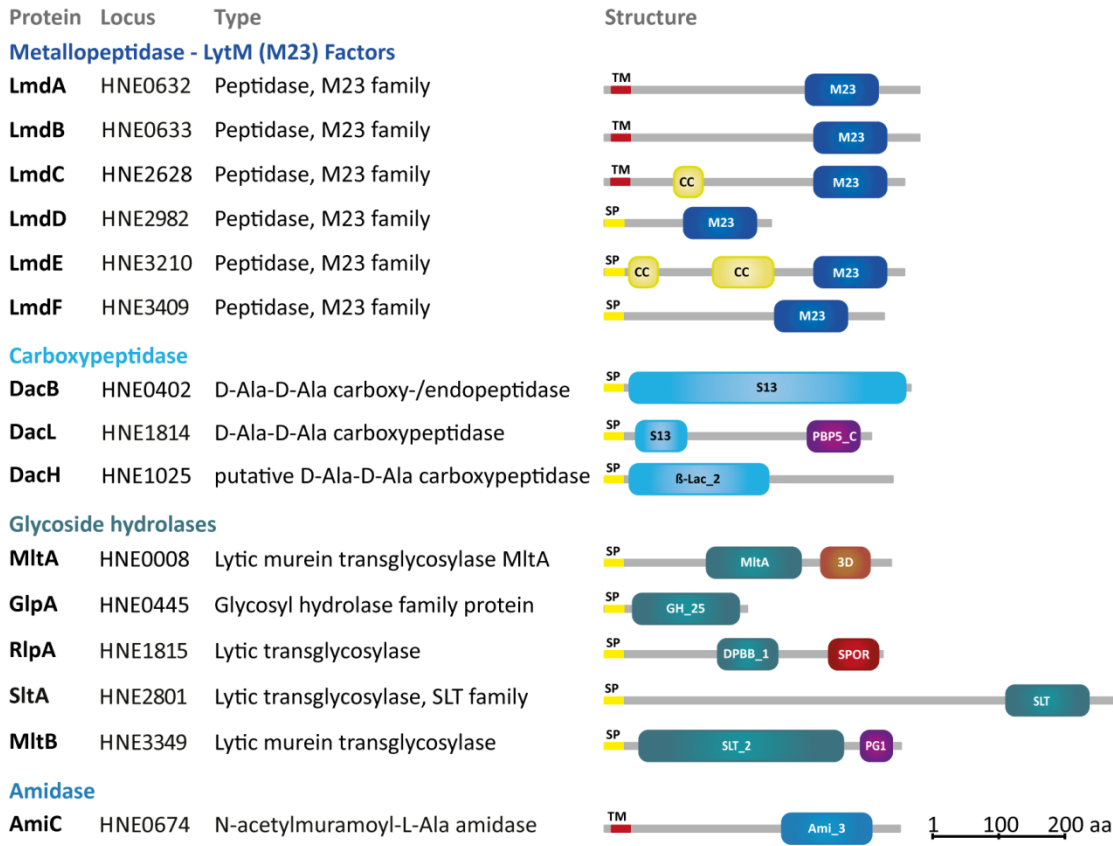 Protein Locus Type Structure
Metallopeptidase - LytM (M23) Factors
LmdA HNE0632 Peptidase, M23 family TM M23
LmdB HNE0633 Peptidase, M23 family TM M23
LmdC HNE2628 Peptidase, M23 family TM CC M23
LmdD HNE2982 Peptidase, M23 family SP M23
LmdE HNE3210 Peptidase, M23 family SP CC CC M23
LmdF HNE3409 Peptidase, M23 family SP M23
Carboxypeptidase
DacB HNE0402 D-Ala-D-Ala carboxy-/endopeptidase SP S13
DacL HNE1814 D-Ala-D-Ala carboxypeptidase SP S13 PBP5_C
DacH HNE1025 putative D-Ala-D-Ala carboxypeptidase SP ß-Lac_2
Glycoside hydrolases
MltA HNE0008 Lytic murein transglycosylase MltA SP MltA 3D
GlpA HNE0445 Glycosyl hydrolase family protein SP GH_25
RlpA HNE1815 Lytic transglycosylase SP DPBB_1 SPOR
SltA HNE2801 Lytic transglycosylase, SLT family SP SLT
MltB HNE3349 Lytic murein transglycosylase SP SLT_2 PG1
Amidase
AmiC HNE0674 N-acetylmuramoyl-L-Ala amidase TM Ami_3 1 100 200 aa